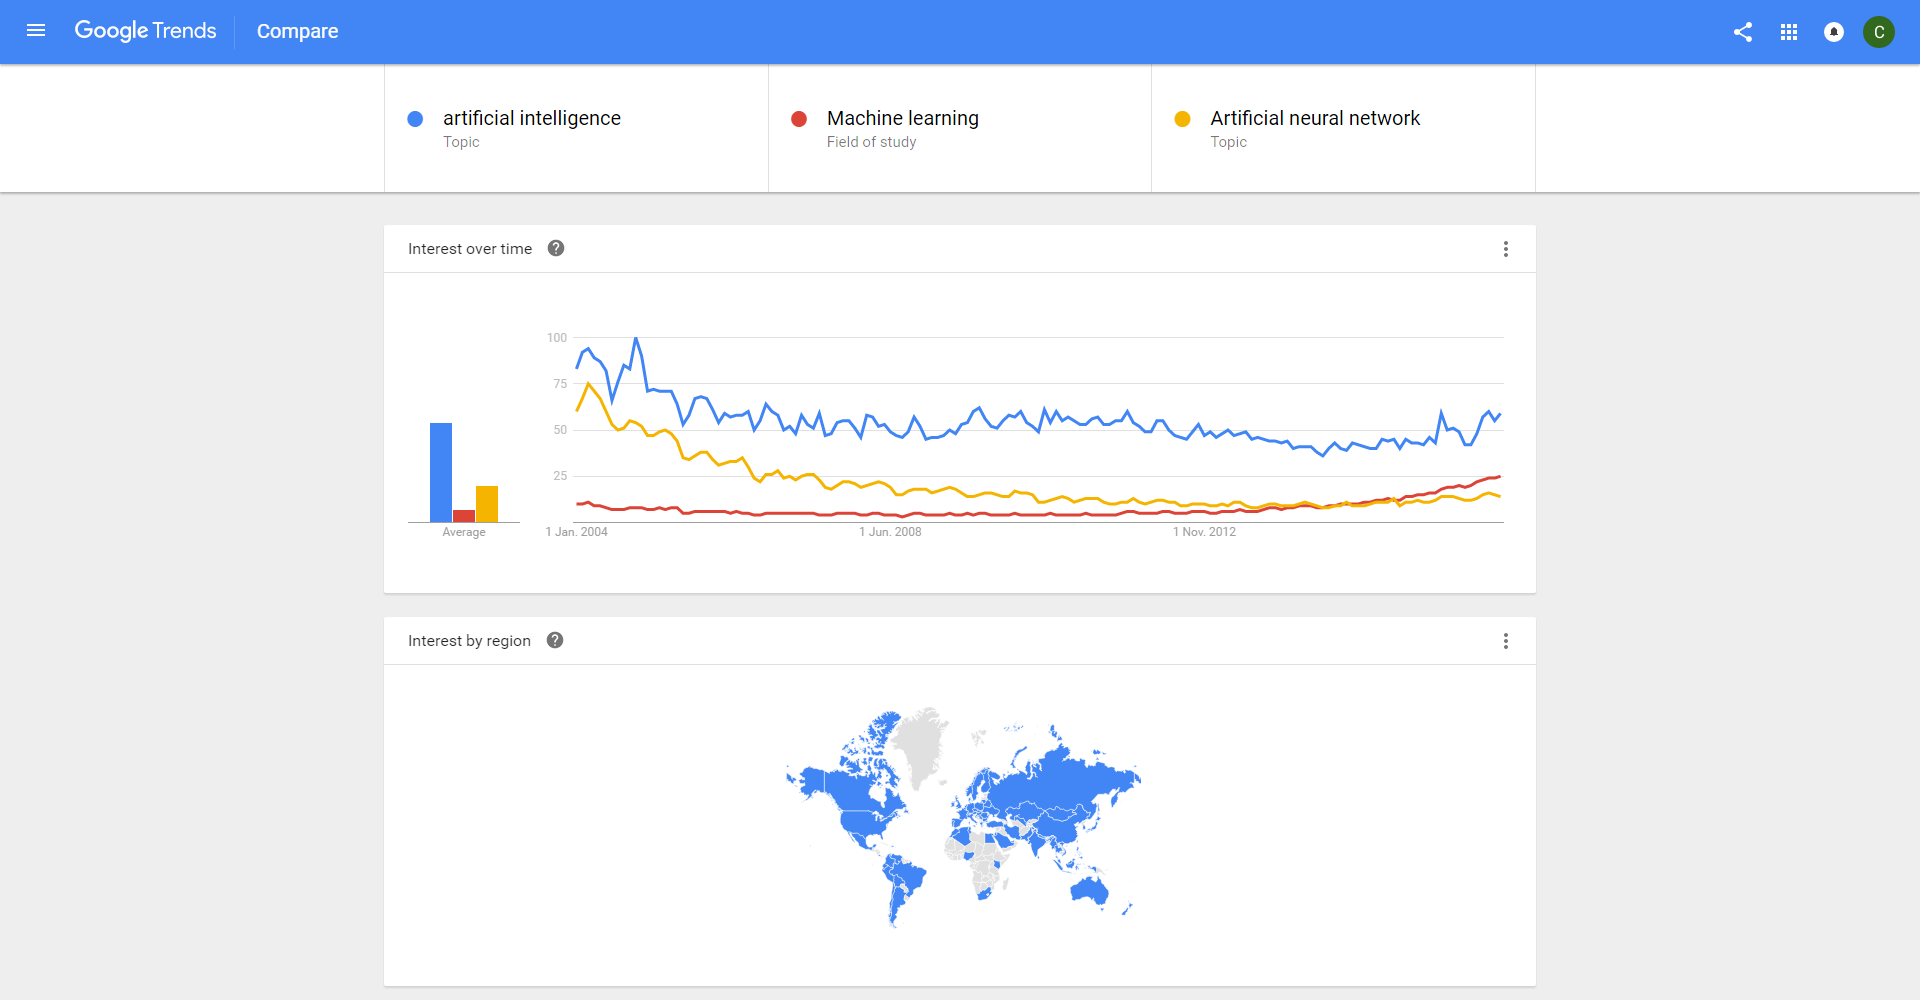 Google Trends
Compare
C
artificial intelligence
Topic
Machine learning
Field of study
Artificial neural network
Topic
Interest over time
?
100
75
50
25
Average
1 Jan. 2004
1 Jun. 2008
1 Nov. 2012
Interest by region
?